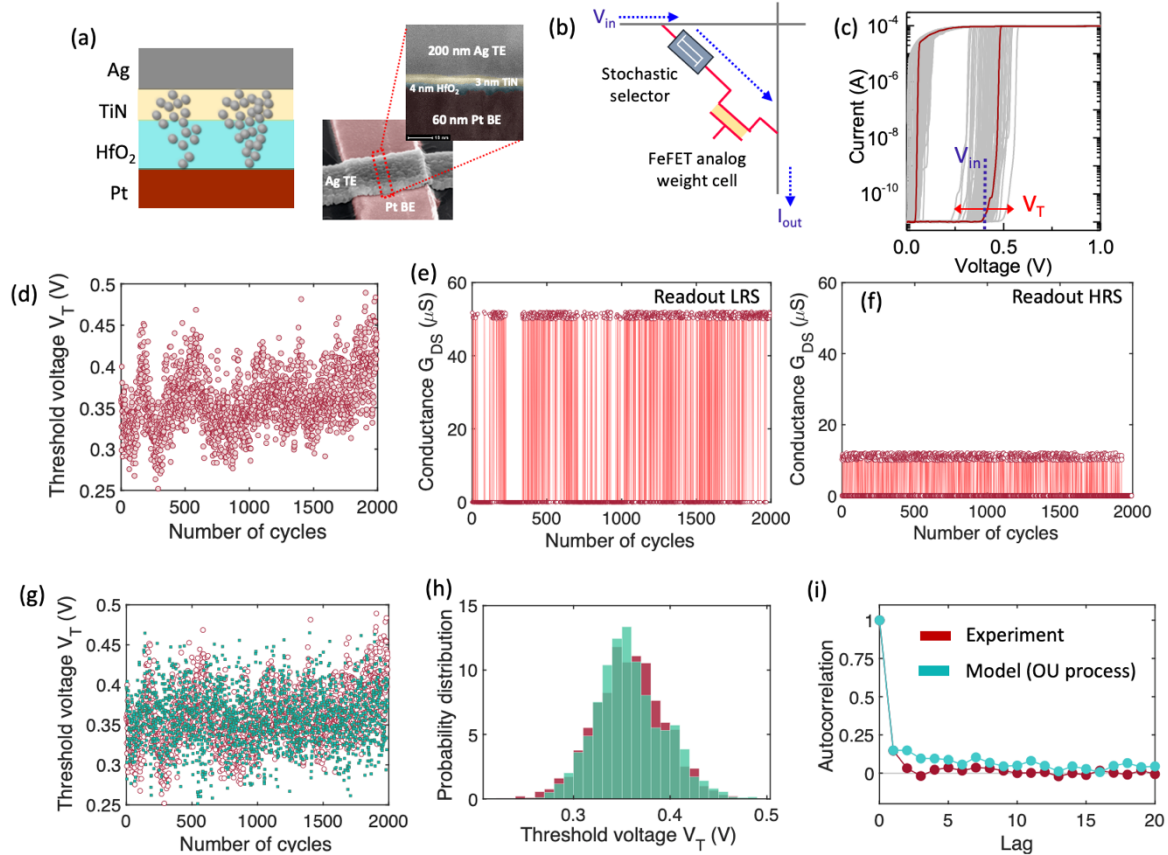 (a)
Ag
TiN
HfO2
Pt
200 nm Ag TE
3 nm TiN
4 nm HfO2
60 nm Pt BE
Ag TE
Pt BE
(b)
Vin
Stochastic
selector
FeFET analog
weight cell
Iout
(c)
Current (A)
10-4
10-6
10-8
10-10
Vin
VT
0.0
0.5
1.0
Voltage (V)
(d)
Threshold voltage VT (V)
0.5
0.45
0.4
0.35
0.3
0.25
0 500 1000 1500 2000
Number of cycles
(e)
Conductance GDS (μS)
60
40
20
0
Readout LRS
0 500 1000 1500 2000
Number of cycles
(f)
Conductance GDS (μS)
60
40
20
0
Readout HRS
0 500 1000 1500 2000
Number of cycles
(g)
Threshold voltage VT (V)
0.5
0.45
0.4
0.35
0.3
0.25
0 500 1000 1500 2000
Number of cycles
(h)
Probability distribution
15
10
5
0
0.3 0.4 0.5
Threshold voltage VT (V)
(i)
Autocorrelation
1
0.75
0.5
0.25
0
Experiment
Model (OU process)
0 5 10 15 20
Lag